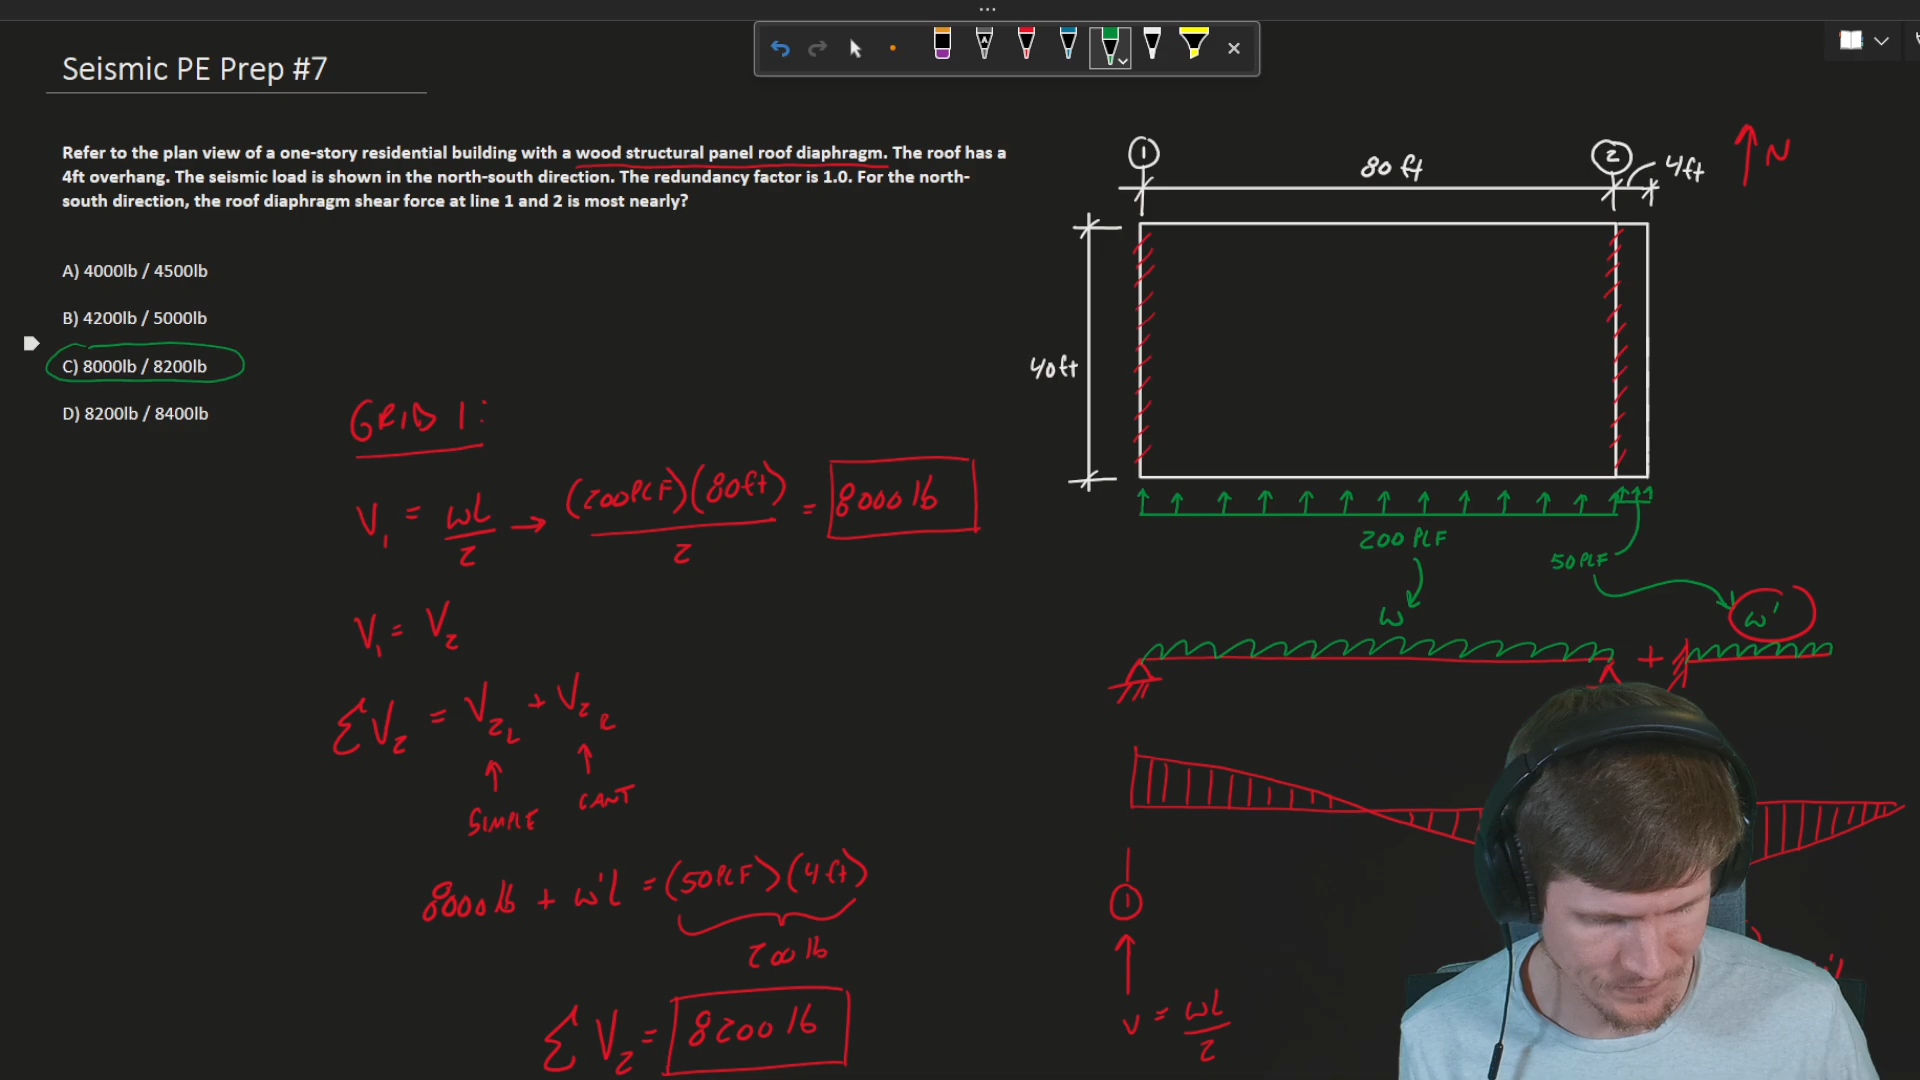 Seismic PE Prep #7
Refer to the plan view of a one-story residential building with a wood structural panel roof diaphragm. The roof has a
4ft overhang. The seismic load is shown in the north-south direction. The redundancy factor is 1.0. For the north-
south direction, the roof diaphragm shear force at line 1 and 2 is most nearly?
A) 4000lb / 4500lb
B) 4200lb / 5000lb
C) 8000lb / 8200lb
D) 8200lb / 8400lb
GRID 1:
V₁ = wL/2 → (200PLF)(80ft)/2 = 8000 lb
V₁ = V₂
ΣV₂ = V₂L + V₂R
SIMPLE CANT
8000 lb + w'L = (50PLF)(4ft)
200 lb
ΣV₂ = 8200 lb
1 80 ft 2 4ft N
40ft
200 PLF
50PLF
w w'
+
1
V = wL/2